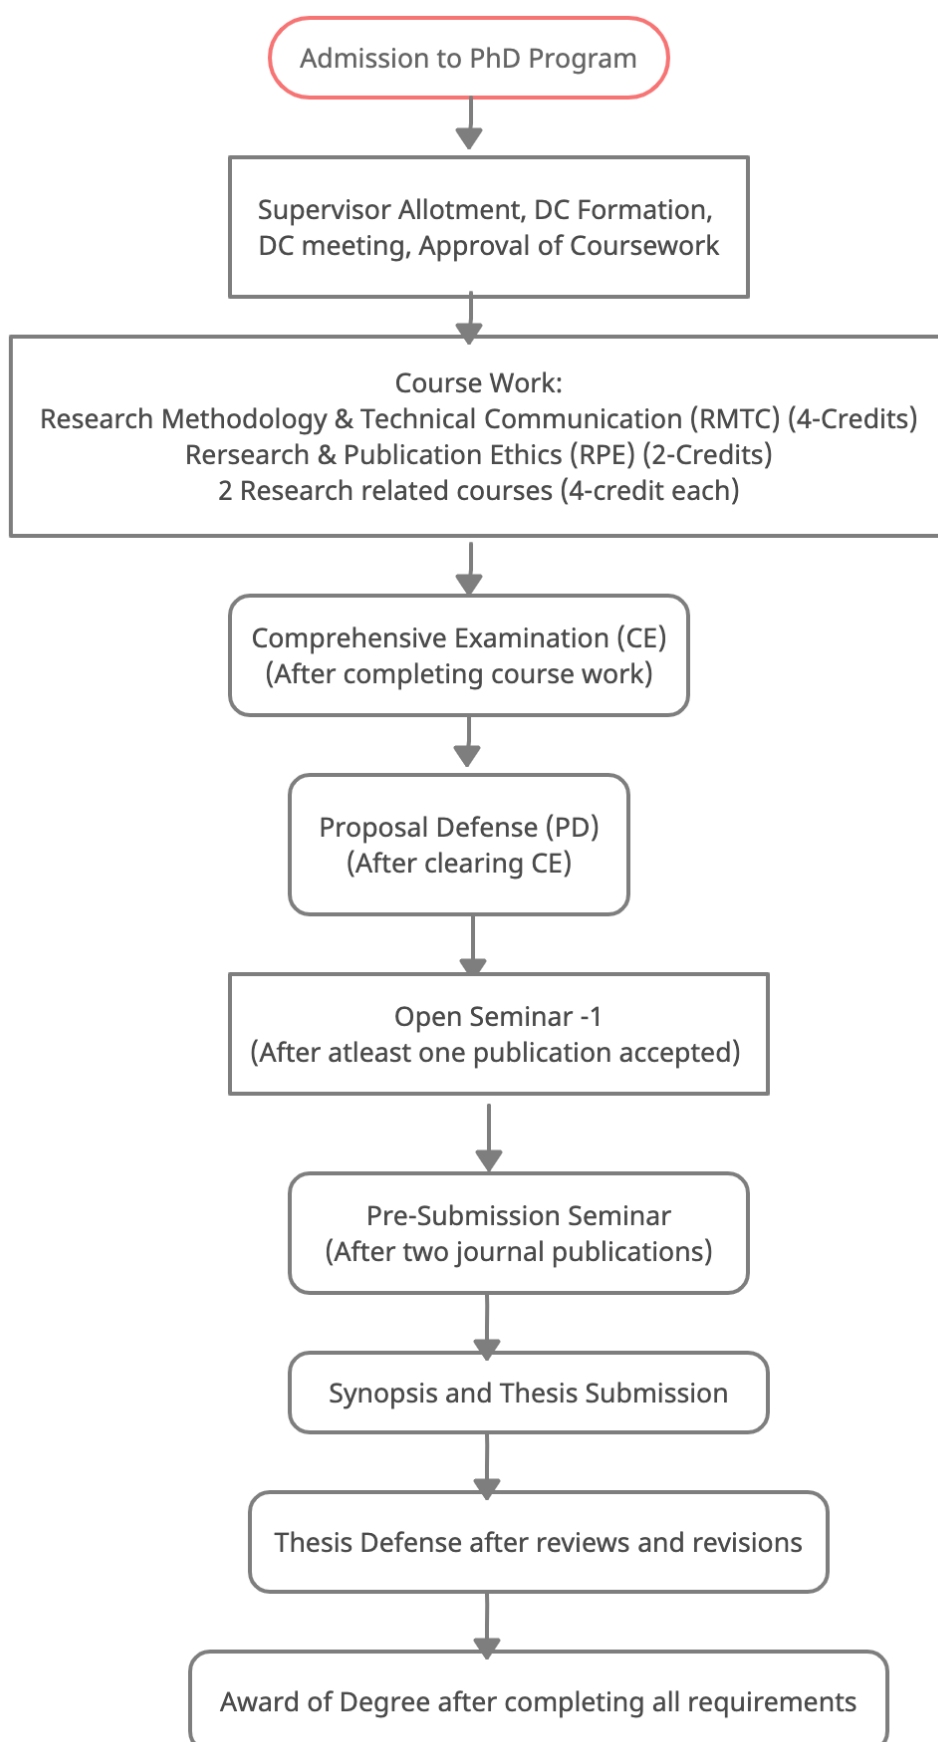 Admission to PhD Program
Supervisor Allotment, DC Formation,
DC meeting, Approval of Coursework
Course Work:
Research Methodology & Technical Communication (RMTC) (4-Credits)
Rersearch & Publication Ethics (RPE) (2-Credits)
2 Research related courses (4-credit each)
Comprehensive Examination (CE)
(After completing course work)
Proposal Defense (PD)
(After clearing CE)
Open Seminar -1
(After atleast one publication accepted)
Pre-Submission Seminar
(After two journal publications)
Synopsis and Thesis Submission
Thesis Defense after reviews and revisions
Award of Degree after completing all requirements